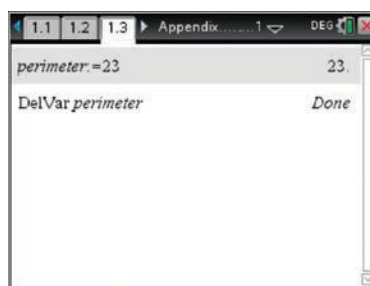 1.1 1.2 1.3 Appendix........1 DEG
perimeter:=23 23.
DelVar perimeter Done